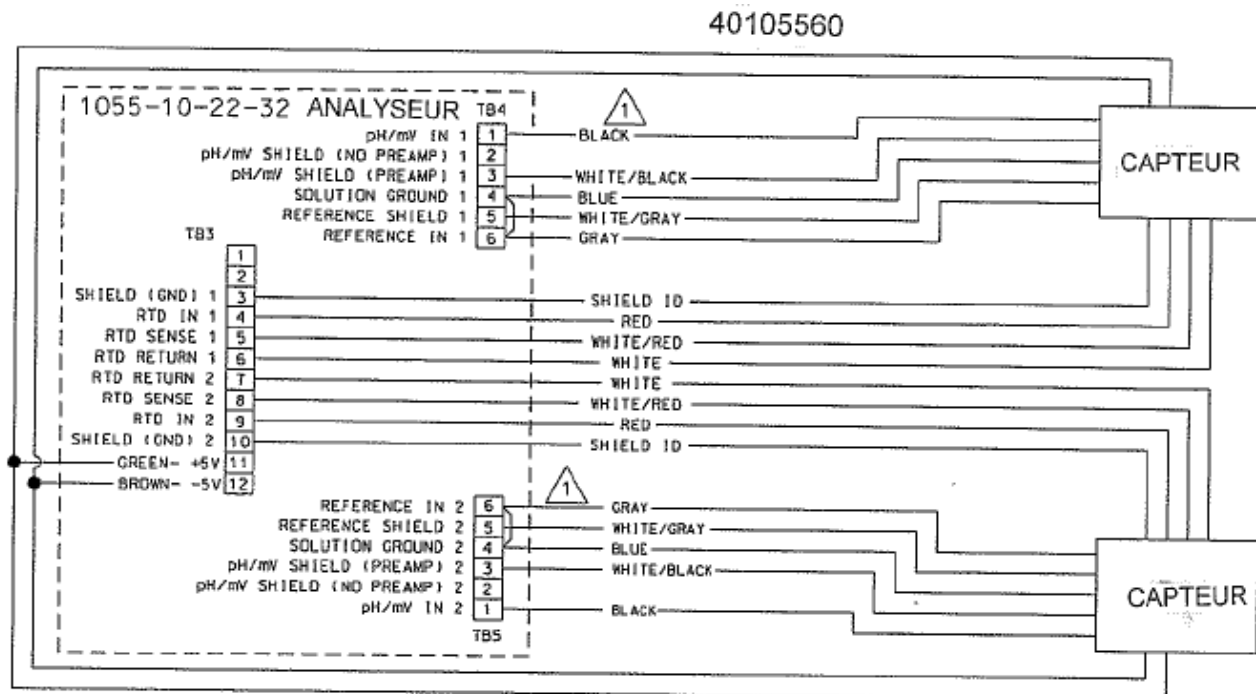 40105560
1055-10-22-32 ANALYSEUR TB4
pH/mV IN 1 1 BLACK
1
pH/mV SHIELD (NO PREAMP) 1 2
pH/mV SHIELD (PREAMP) 1 3 WHITE/BLACK
SOLUTION GROUND 1 4 BLUE
REFERENCE SHIELD 1 5 WHITE/GRAY
REFERENCE IN 1 6 GRAY
CAPTEUR
TB3
1
2
SHIELD (GND) 1 3 SHIELD IO
RTD IN 1 4 RED
RTD SENSE 1 5 WHITE/RED
RTD RETURN 1 6 WHITE
RTD RETURN 2 7 WHITE
RTD SENSE 2 8 WHITE/RED
RTD IN 2 9 RED
SHIELD (GND) 2 10 SHIELD IO
GREEN- +5V 11
BROWN- -5V 12
1
REFERENCE IN 2 6 GRAY
REFERENCE SHIELD 2 5 WHITE/GRAY
SOLUTION GROUND 2 4 BLUE
pH/mV SHIELD (PREAMP) 2 3 WHITE/BLACK
pH/mV SHIELD (NO PREAMP) 2 2
pH/mV IN 2 1 BLACK
TB5
CAPTEUR